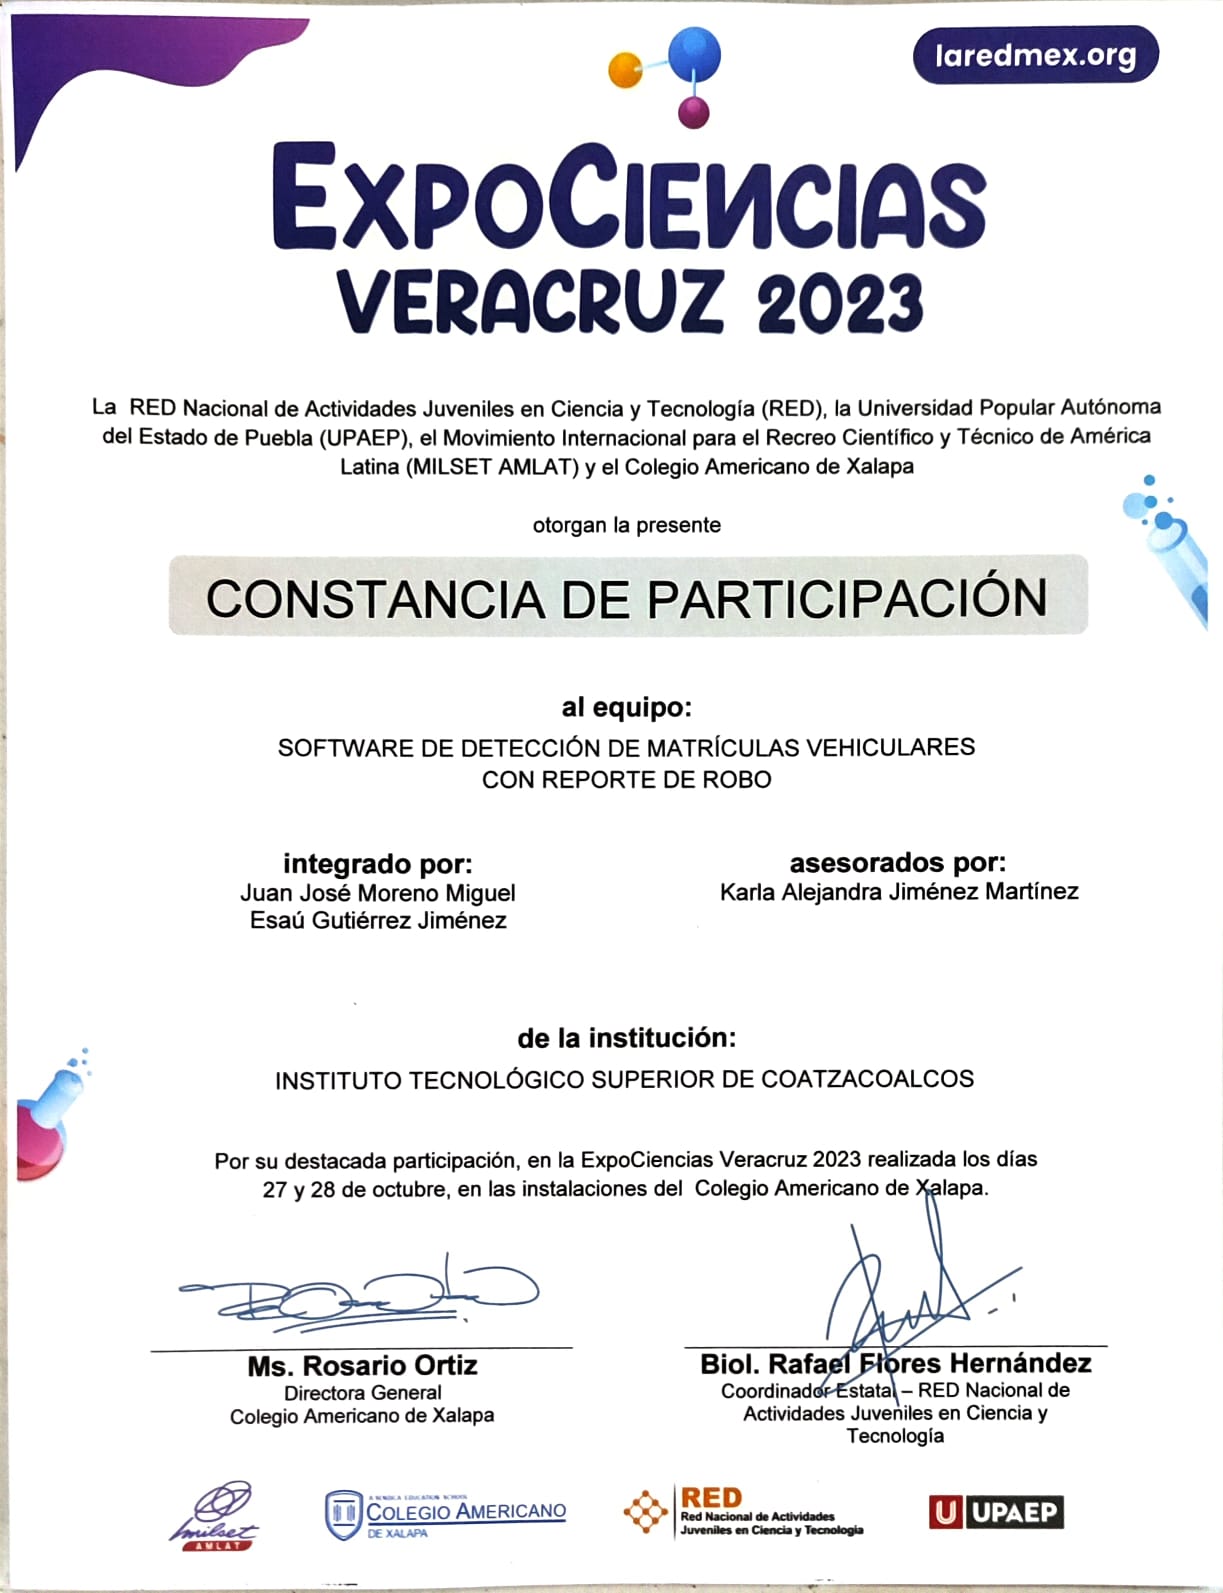 laredmex.org
EXPOCIENCIAS
VERACRUZ 2023
La RED Nacional de Actividades Juveniles en Ciencia y Tecnología (RED), la Universidad Popular Autónoma
del Estado de Puebla (UPAEP), el Movimiento Internacional para el Recreo Científico y Técnico de América
Latina (MILSET AMLAT) y el Colegio Americano de Xalapa
otorgan la presente
CONSTANCIA DE PARTICIPACIÓN
al equipo:
SOFTWARE DE DETECCIÓN DE MATRÍCULAS VEHICULARES
CON REPORTE DE ROBO
integrado por:
Juan José Moreno Miguel
Esaú Gutiérrez Jiménez
asesorados por:
Karla Alejandra Jiménez Martínez
de la institución:
INSTITUTO TECNOLÓGICO SUPERIOR DE COATZACOALCOS
Por su destacada participación, en la ExpoCiencias Veracruz 2023 realizada los días
27 y 28 de octubre, en las instalaciones del Colegio Americano de Xalapa.
Ms. Rosario Ortiz
Directora General
Colegio Americano de Xalapa
Biol. Rafael Flores Hernández
Coordinador Estatal – RED Nacional de
Actividades Juveniles en Ciencia y
Tecnología
milset
AMLAT
EDUCATION SCHOOL
COLEGIO AMERICANO
DE XALAPA
RED
Red Nacional de Actividades
Juveniles en Ciencia y Tecnología
U UPAEP